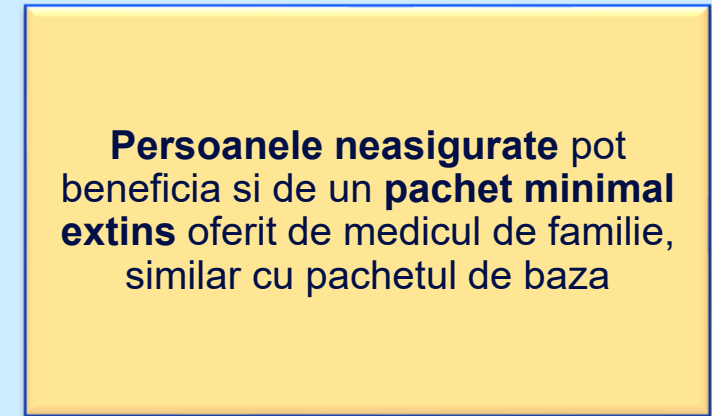 Persoanele neasigurate pot
beneficia si de un pachet minimal
extins oferit de medicul de familie,
similar cu pachetul de baza